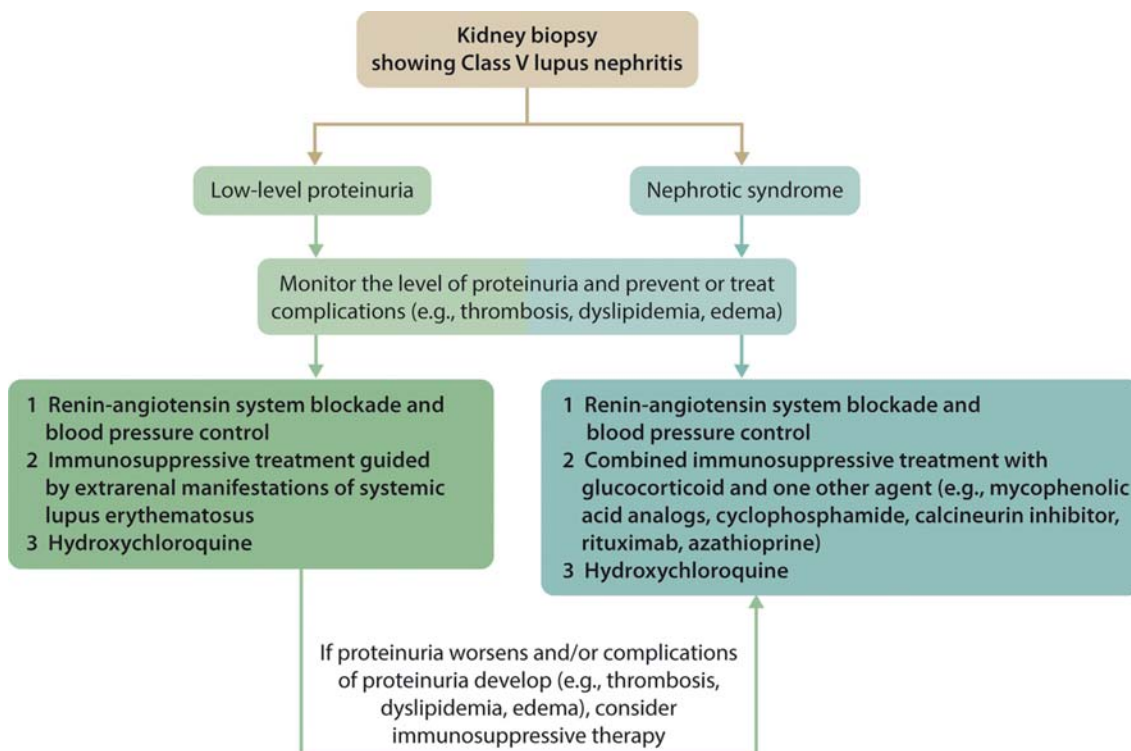 Kidney biopsy
showing Class V lupus nephritis
Low-level proteinuria
Nephrotic syndrome
Monitor the level of proteinuria and prevent or treat
complications (e.g., thrombosis, dyslipidemia, edema)
1 Renin-angiotensin system blockade and
blood pressure control
2 Immunosuppressive treatment guided
by extrarenal manifestations of systemic
lupus erythematosus
3 Hydroxychloroquine
1 Renin-angiotensin system blockade and
blood pressure control
2 Combined immunosuppressive treatment with
glucocorticoid and one other agent (e.g., mycophenolic
acid analogs, cyclophosphamide, calcineurin inhibitor,
rituximab, azathioprine)
3 Hydroxychloroquine
If proteinuria worsens and/or complications
of proteinuria develop (e.g., thrombosis,
dyslipidemia, edema), consider
immunosuppressive therapy